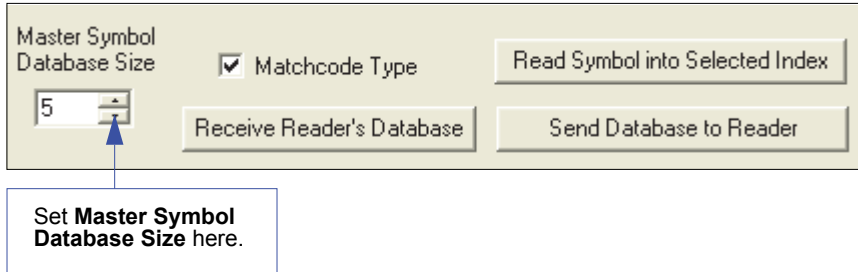 Master Symbol
Database Size
5
Matchcode Type
Read Symbol into Selected Index
Receive Reader's Database
Send Database to Reader
Set Master Symbol
Database Size here.